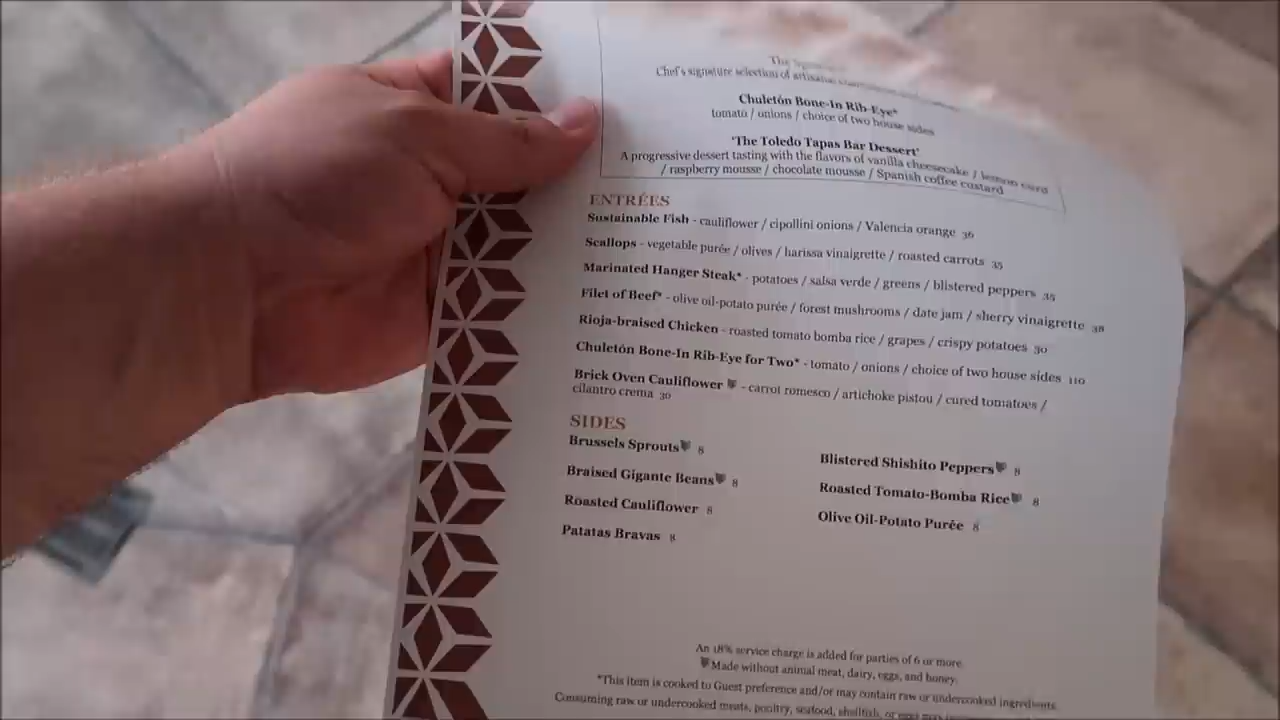 The
Chef's signature selection of artisanal
Chuletón Bone-In Rib-Eye*
tomato / onions / choice of two house sides
'The Toledo Tapas Bar Dessert'
A progressive dessert tasting with the flavors of vanilla cheesecake / lemon curd
/ raspberry mousse / chocolate mousse / Spanish coffee custard
ENTRÉES
Sustainable Fish - cauliflower / cipollini onions / Valencia orange 36
Scallops - vegetable purée / olives / harissa vinaigrette / roasted carrots 35
Marinated Hanger Steak* - potatoes / salsa verde / greens / blistered peppers 35
Filet of Beef* - olive oil-potato purée / forest mushrooms / date jam / sherry vinaigrette 38
Rioja-braised Chicken - roasted tomato bomba rice / grapes / crispy potatoes 30
Chuletón Bone-In Rib-Eye for Two* - tomato / onions / choice of two house sides 110
Brick Oven Cauliflower - carrot romesco / artichoke pistou / cured tomatoes /
cilantro crema 30
SIDES
Brussels Sprouts 8
Braised Gigante Beans 8
Roasted Cauliflower 8
Patatas Bravas 8
Blistered Shishito Peppers 8
Roasted Tomato-Bomba Rice 8
Olive Oil-Potato Purée 8
An 18% service charge is added for parties of 6 or more.
Made without animal meat, dairy, eggs, and honey.
*This item is cooked to Guest preference and/or may contain raw or undercooked ingredients.
Consuming raw or undercooked meats, poultry, seafood, shellfish, or eggs may